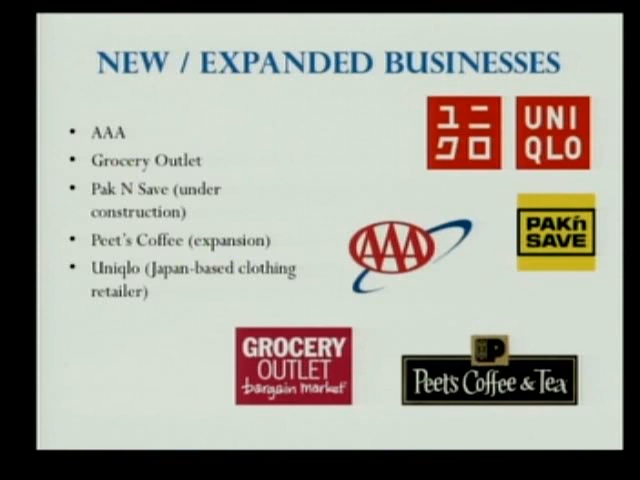 NEW / EXPANDED BUSINESSES
• AAA
• Grocery Outlet
• Pak N Save (under
construction)
• Peet's Coffee (expansion)
• Uniqlo (Japan-based clothing
retailer)
ユニ
クロ
UNI
QLO
PAKń
SAVE
AAA
GROCERY
OUTLET
bargain market
P
Peet's Coffee & Tea